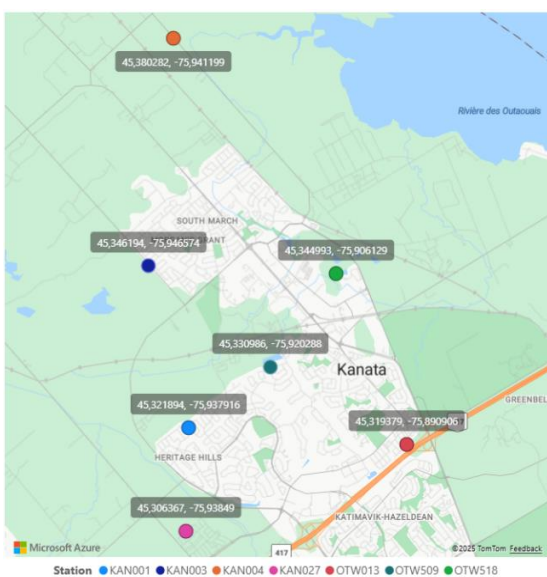 45,380282, -75,941199
Rivière des Outaouais
SOUTH MARCH
45,346194, -75,946574
45,344993, -75,906129
45,330986, -75,920288
Kanata
45,321894, -75,937916
45,319379, -75,890906
GREENBEL
HERITAGE HILLS
45,306367, -75,93849
KATIMAVIK-HAZELDEAN
417
Microsoft Azure
©2025 TomTom Feedback
Station KAN001 KAN003 KAN004 KAN027 OTW013 OTW509 OTW518